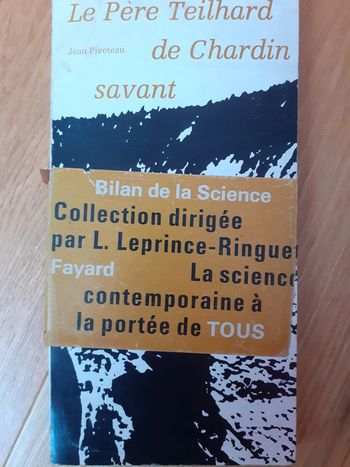 Le Père Teilhard
Jean Piveteau de Chardin
savant
Bilan de la Science
Collection dirigée
par L. Leprince-Ringuet
Fayard La science
contemporaine à
la portée de TOUS